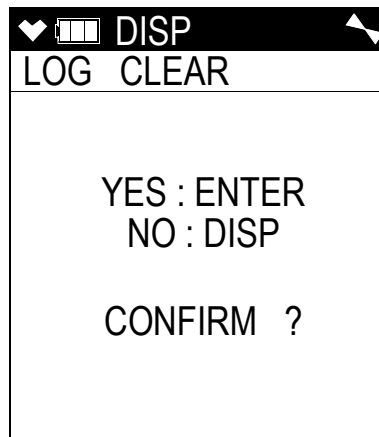 DISP
LOG CLEAR
YES : ENTER
NO : DISP
CONFIRM ?